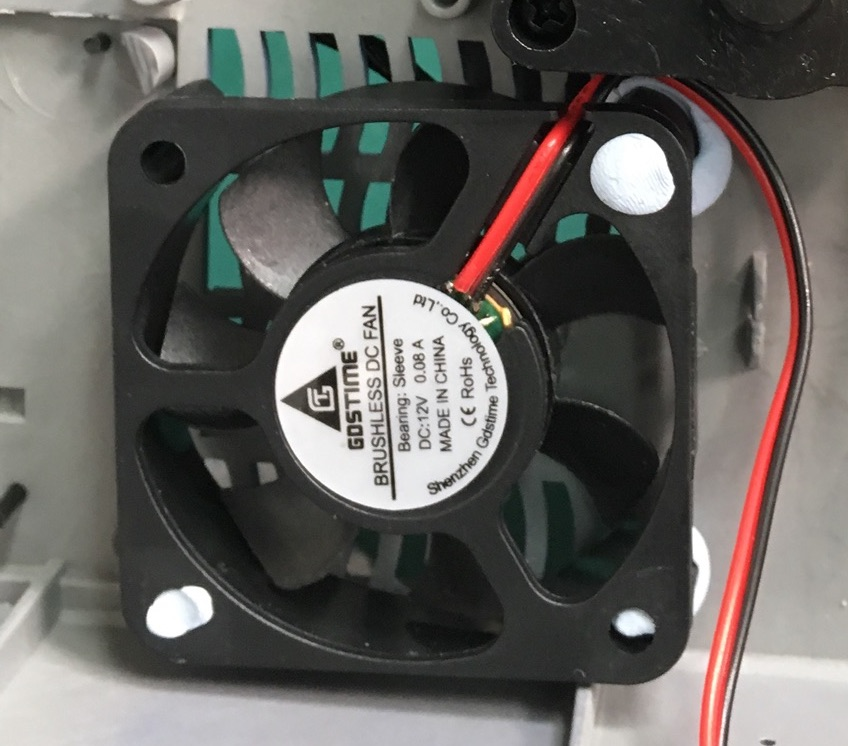 GDSTIME®
BRUSHLESS DC FAN
Bearing: Sleeve
DC:12V 0.08A
MADE IN CHINA
CE RoHs
Shenzhen Gdstime Technology Co.,Ltd